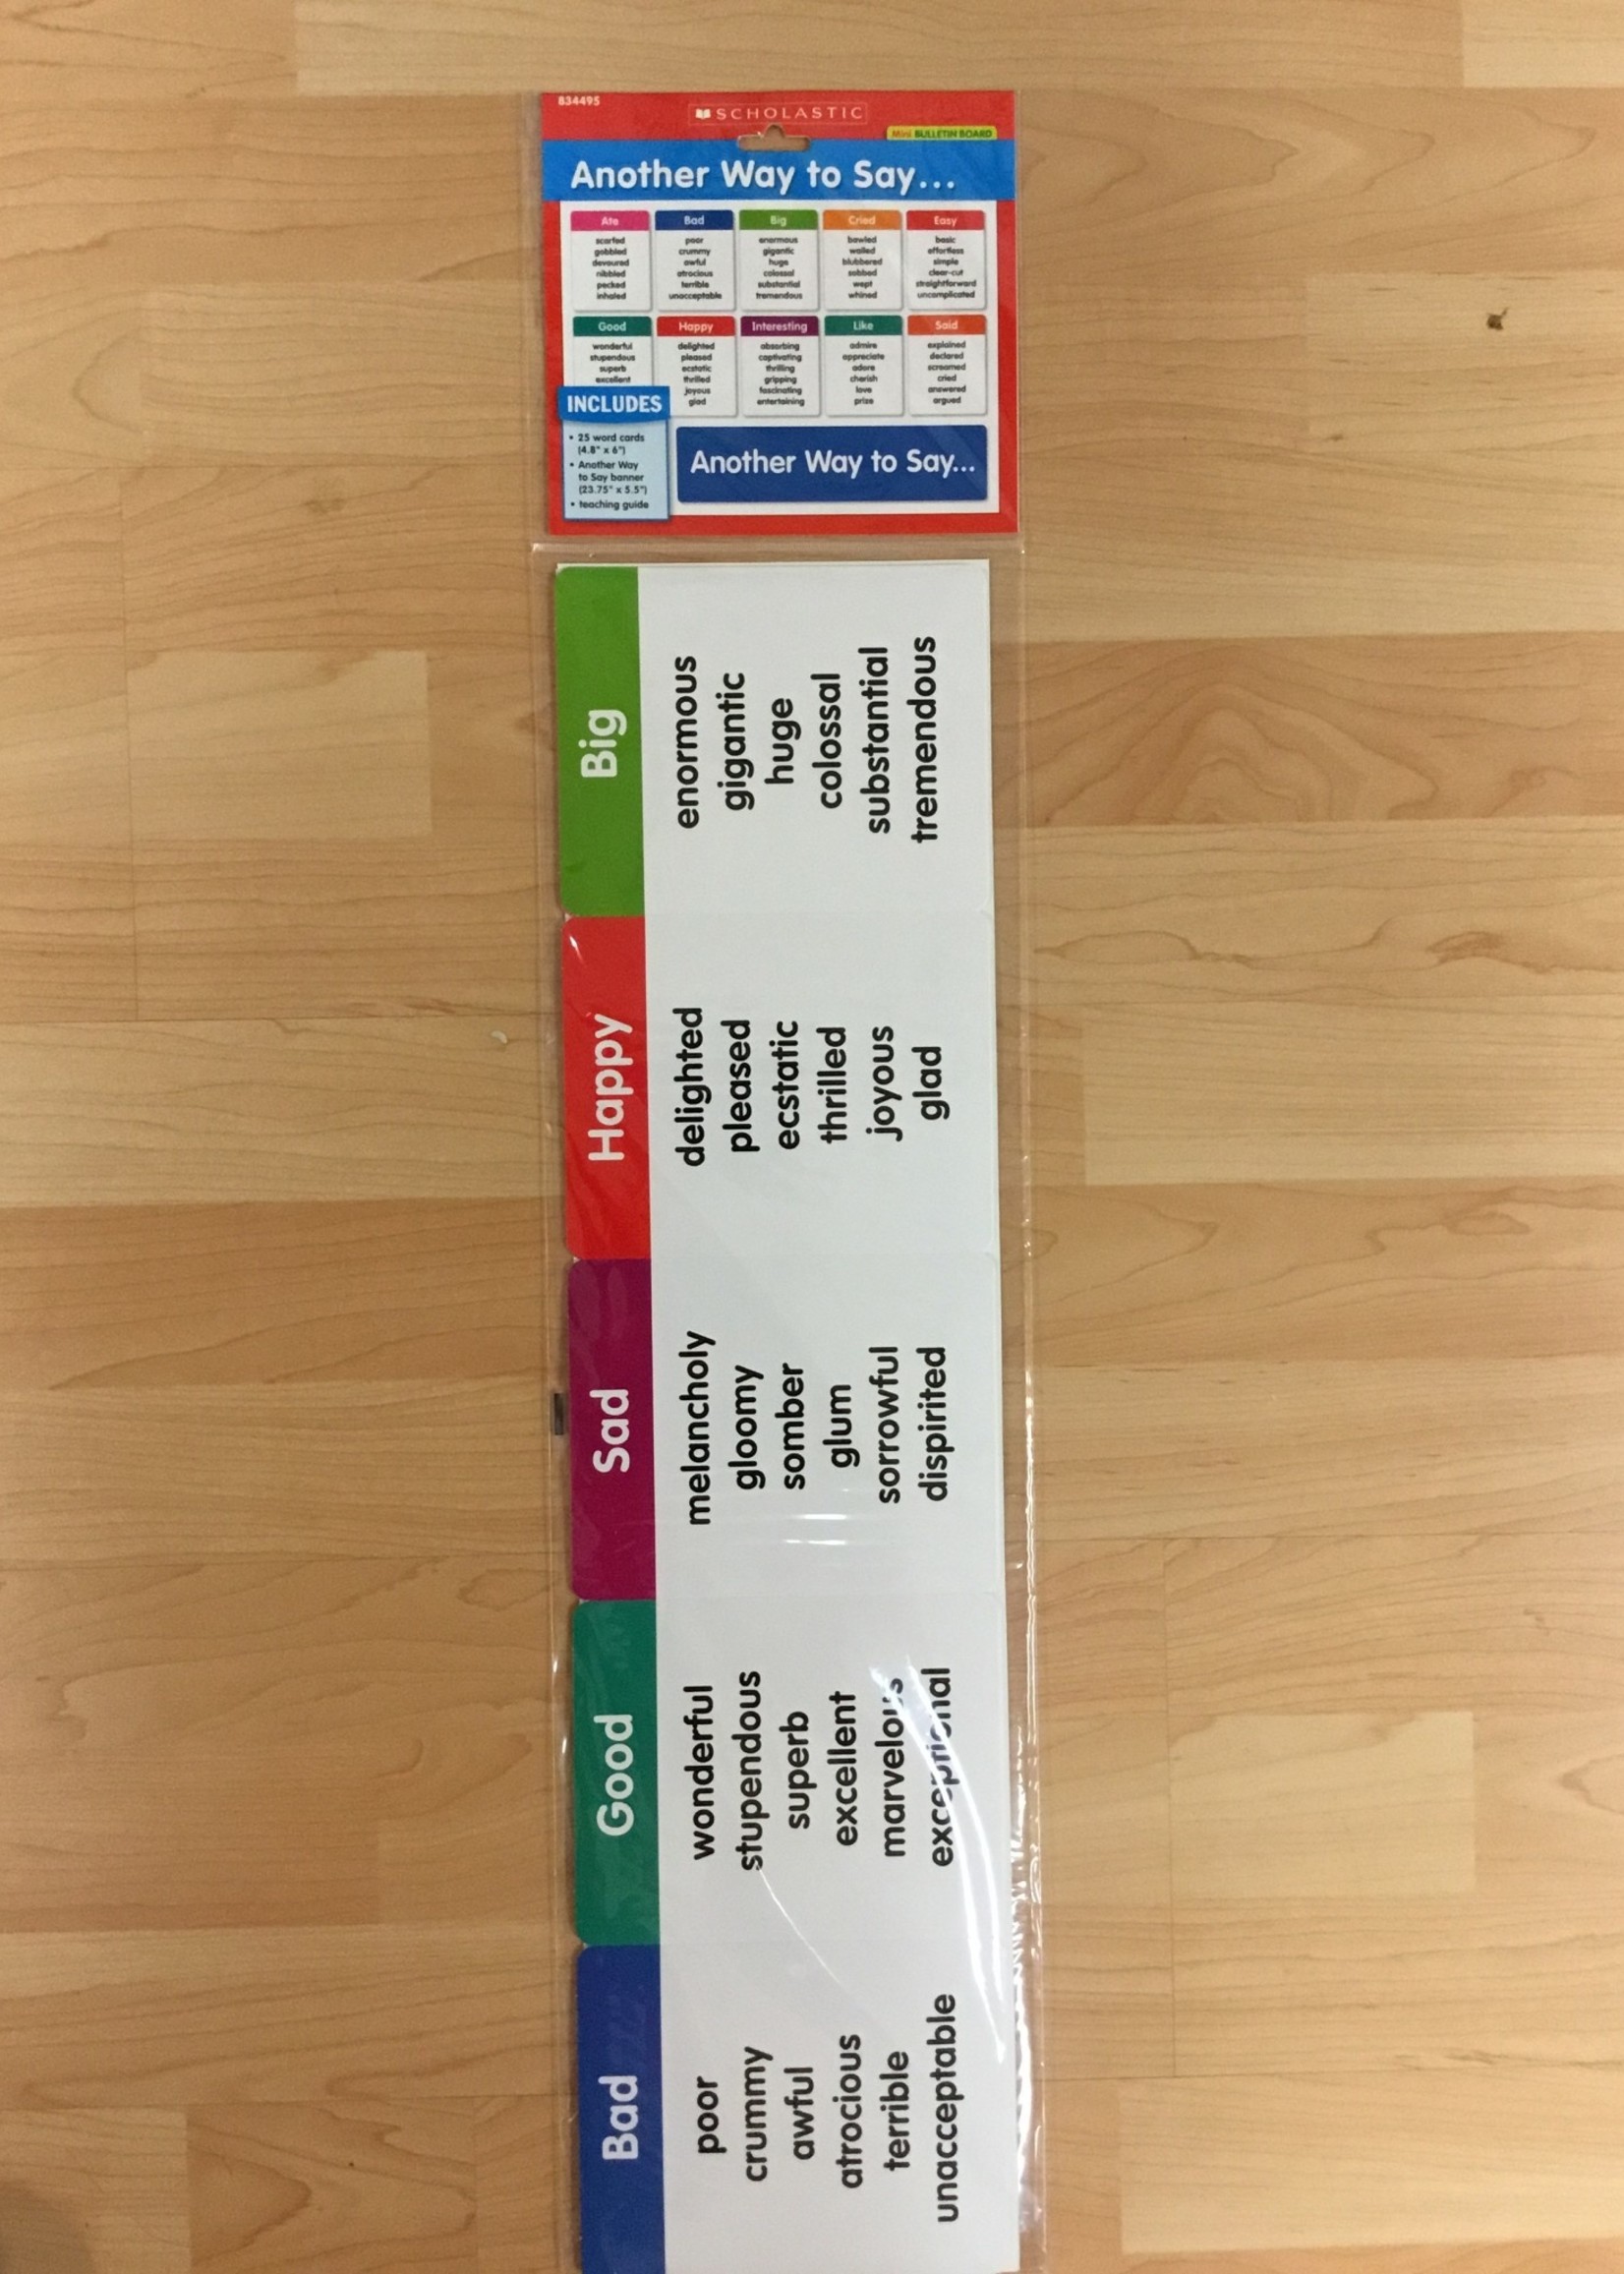 834495
SCHOLASTIC
Mini BULLETIN BOARD
Another Way to Say...
Ate
scarfed
gobbled
devoured
nibbled
pecked
inhaled
Bad
poor
crummy
awful
atrocious
terrible
unacceptable
Big
enormous
gigantic
huge
colossal
substantial
tremendous
Cried
bawled
wailed
blubbered
sobbed
wept
whined
Easy
basic
effortless
simple
clear-cut
straightforward
uncomplicated
Good
wonderful
stupendous
superb
excellent
Happy
delighted
pleased
ecstatic
thrilled
joyous
glad
Interesting
absorbing
captivating
thrilling
gripping
fascinating
entertaining
Like
admire
appreciate
adore
cherish
love
prize
Said
explained
declared
screamed
cried
answered
argued
INCLUDES
• 25 word cards
(4.8" x 6")
• Another Way
to Say banner
(23.75" x 5.5")
• teaching guide
Another Way to Say...
Big
enormous
gigantic
huge
colossal
substantial
tremendous
Happy
delighted
pleased
ecstatic
thrilled
joyous
glad
Sad
melancholy
gloomy
somber
glum
sorrowful
dispirited
Good
wonderful
stupendous
superb
excellent
marvelous
exceptional
Bad
poor
crummy
awful
atrocious
terrible
unacceptable